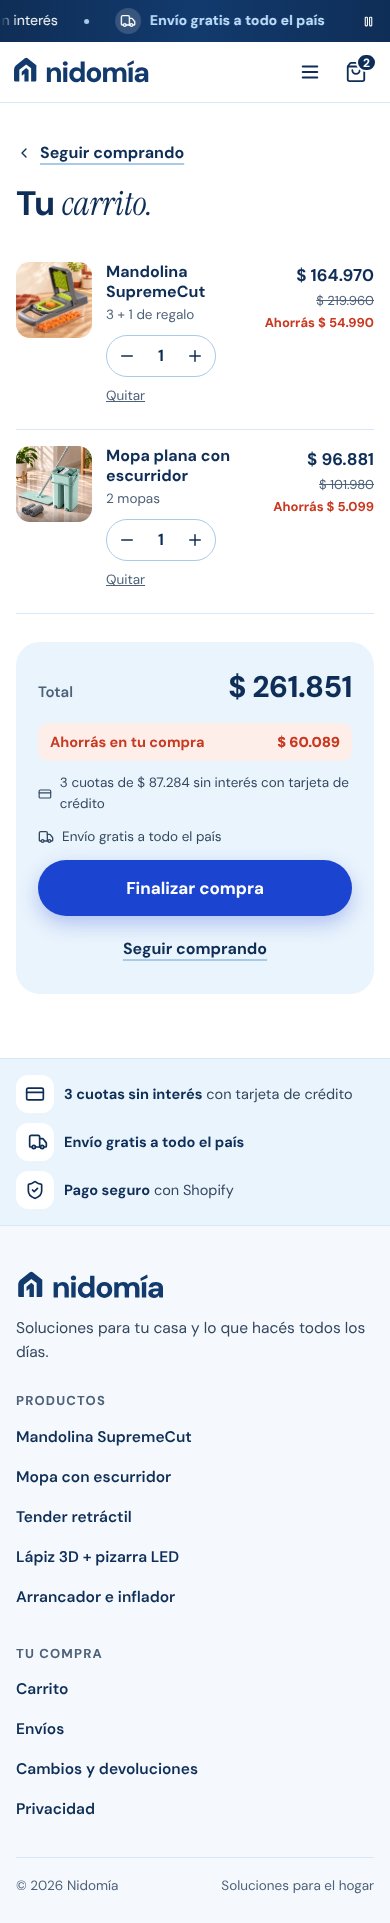 n interés • Envío gratis a todo el país
nidomía
2
Seguir comprando
Tu carrito.
Mandolina
SupremeCut
3 + 1 de regalo
$ 164.970
$ 219.960
Ahorrás $ 54.990
− 1 +
Quitar
Mopa plana con
escurridor
2 mopas
$ 96.881
$ 101.980
Ahorrás $ 5.099
− 1 +
Quitar
Total $ 261.851
Ahorrás en tu compra $ 60.089
3 cuotas de $ 87.284 sin interés con tarjeta de
crédito
Envío gratis a todo el país
Finalizar compra
Seguir comprando
3 cuotas sin interés con tarjeta de crédito
Envío gratis a todo el país
Pago seguro con Shopify
nidomía
Soluciones para tu casa y lo que hacés todos los
días.
PRODUCTOS
Mandolina SupremeCut
Mopa con escurridor
Tender retráctil
Lápiz 3D + pizarra LED
Arrancador e inflador
TU COMPRA
Carrito
Envíos
Cambios y devoluciones
Privacidad
© 2026 Nidomía Soluciones para el hogar